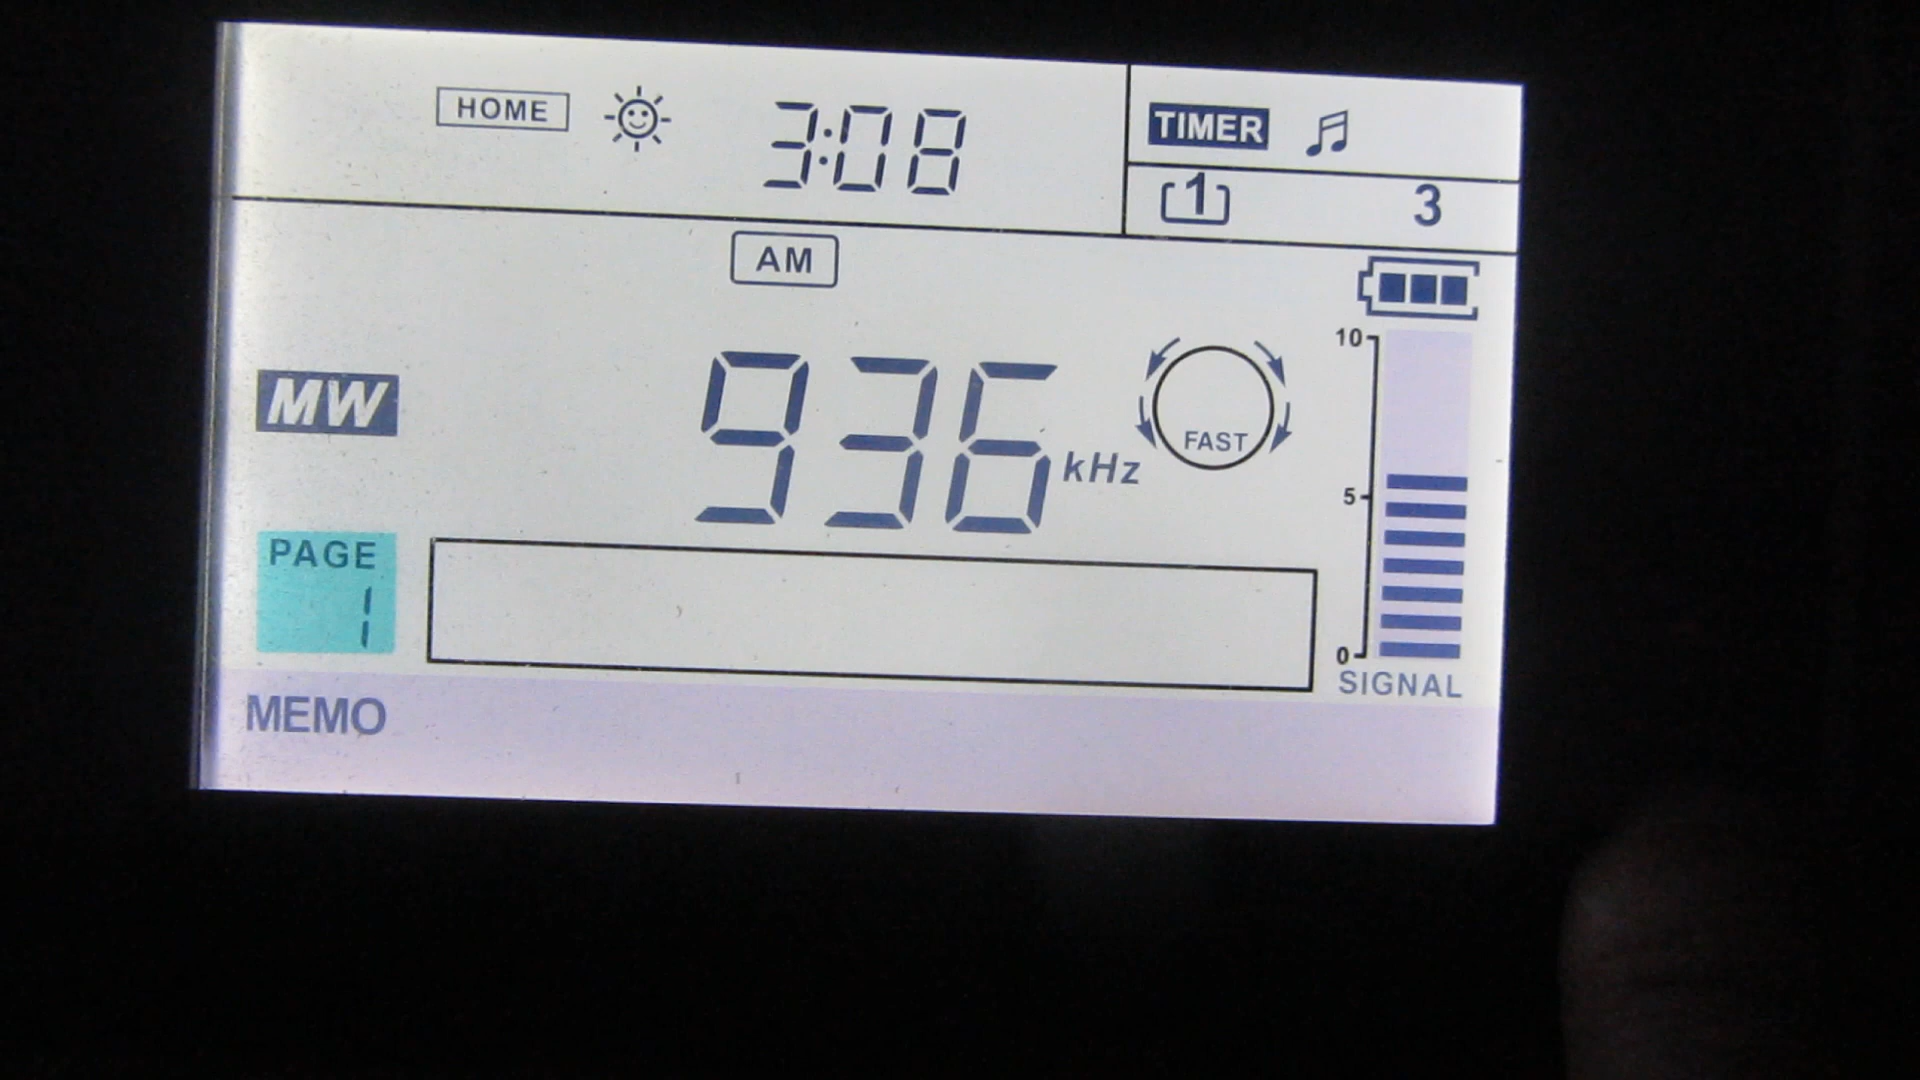 HOME 3:08 TIMER
1 3
AM
MW 936 kHz FAST
10
5
0
PAGE
1
SIGNAL
MEMO